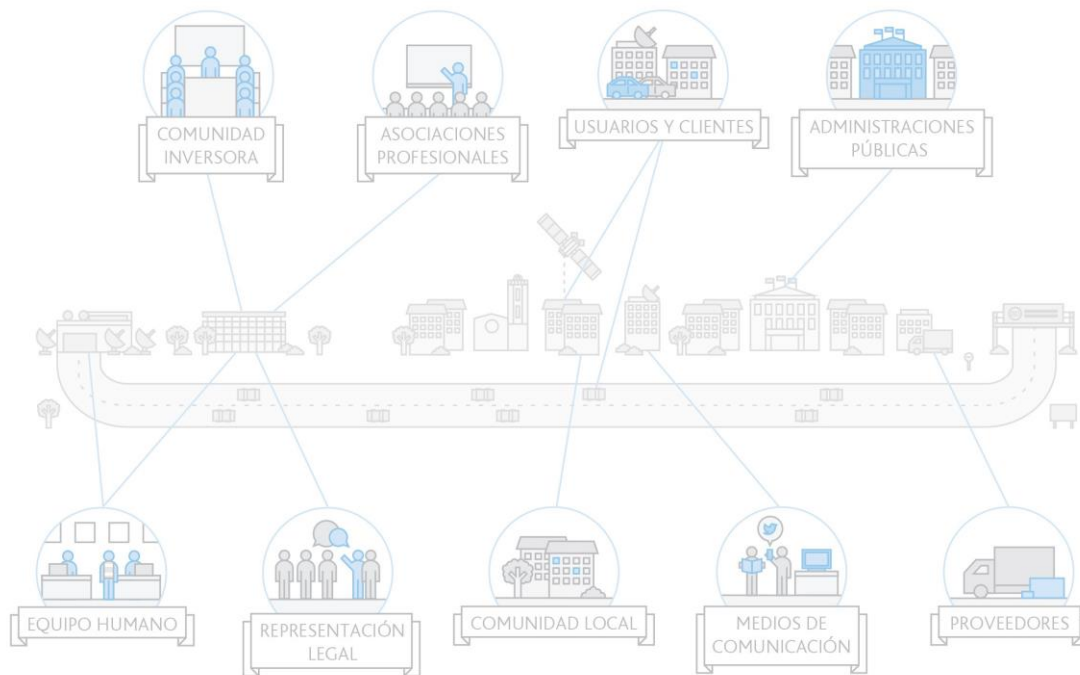 COMUNIDAD
INVERSORA
ASOCIACIONES
PROFESIONALES
USUARIOS Y CLIENTES
ADMINISTRACIONES
PÚBLICAS
EQUIPO HUMANO
REPRESENTACIÓN
LEGAL
COMUNIDAD LOCAL
MEDIOS DE
COMUNICACIÓN
PROVEEDORES